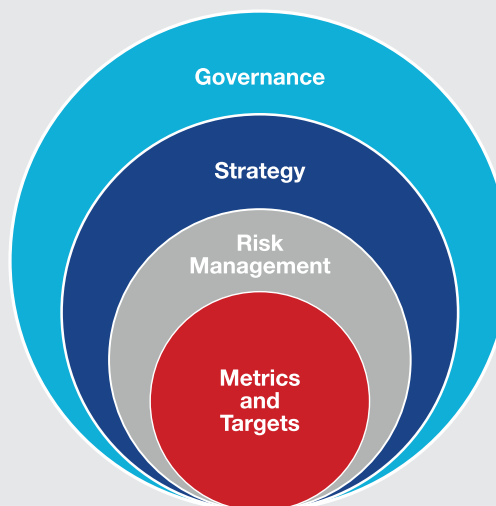 Governance
Strategy
Risk
Management
Metrics
and
Targets